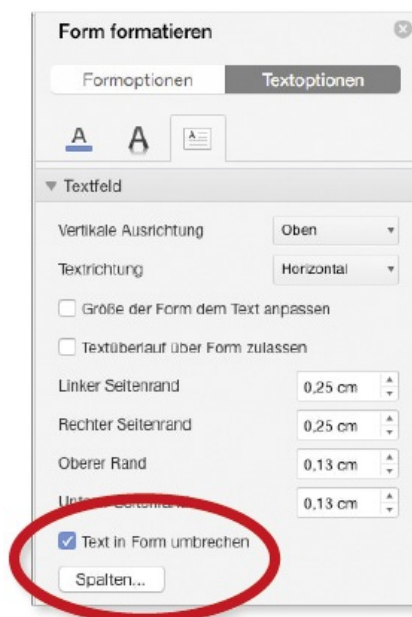 Form formatieren
Formoptionen Textoptionen
A A
Textfeld
Vertikale Ausrichtung Oben
Textrichtung Horizontal
Größe der Form dem Text anpassen
Textüberlauf über Form zulassen
Linker Seitenrand 0,25 cm
Rechter Seitenrand 0,25 cm
Oberer Rand 0,13 cm
0,13 cm
Text in Form umbrechen
Spalten...